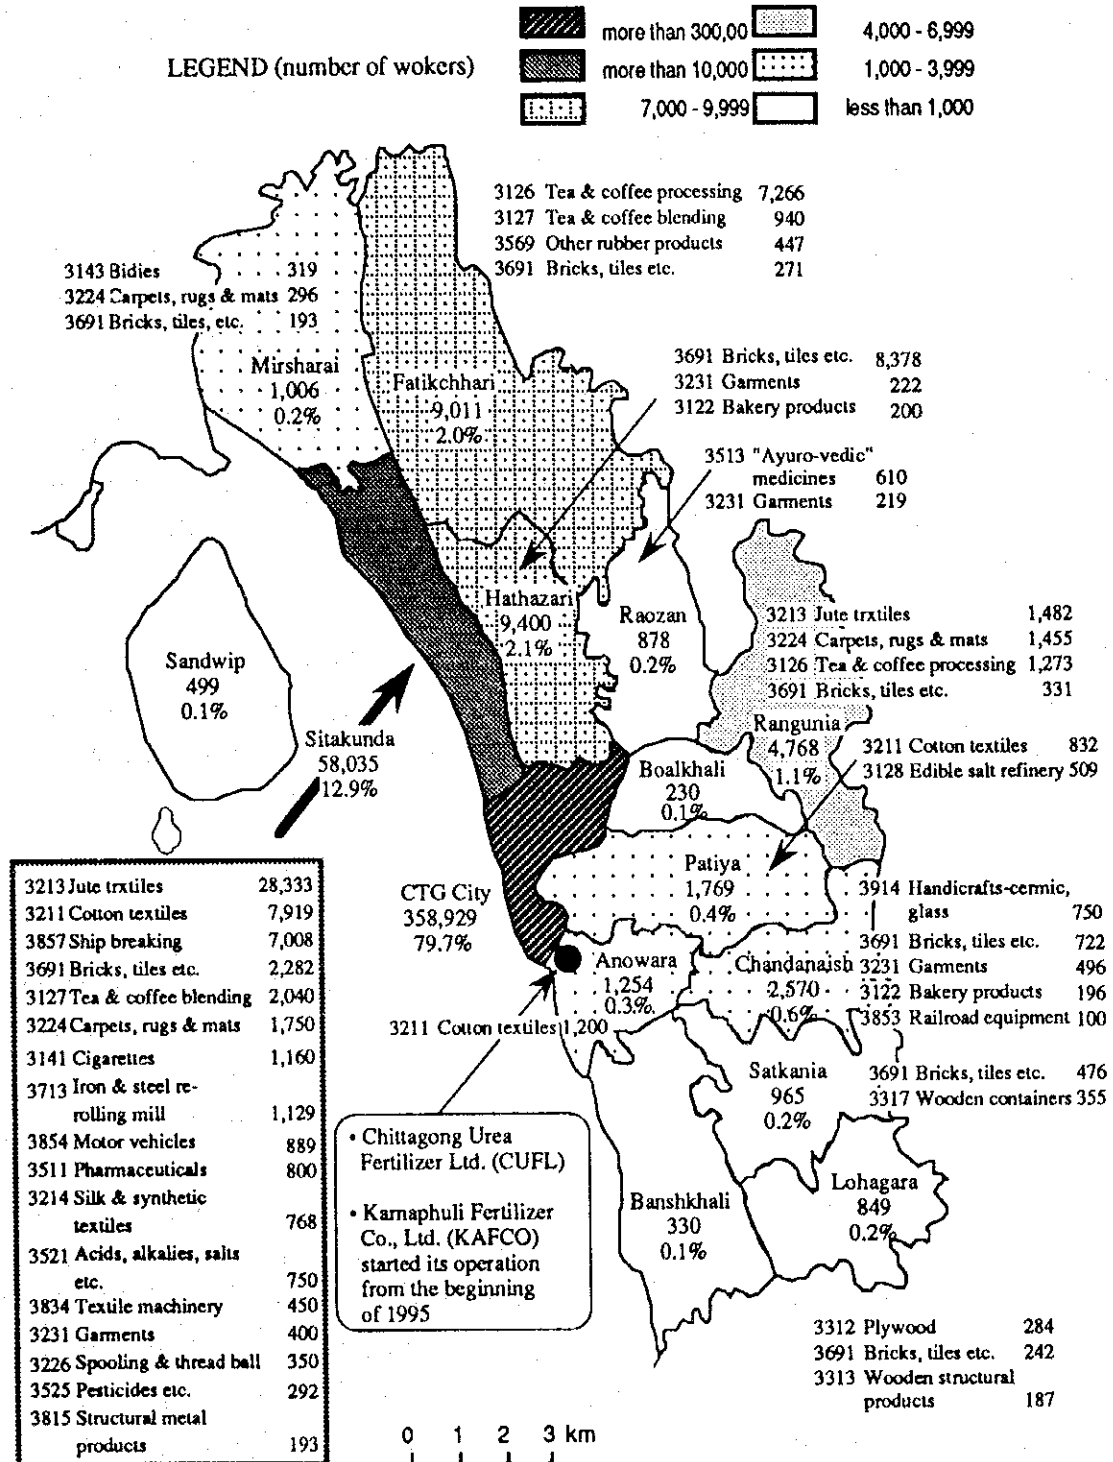 LEGEND (number of wokers)
more than 300,00
more than 10,000
7,000 - 9,999
4,000 - 6,999
1,000 - 3,999
less than 1,000
3126 Tea & coffee processing 7,266
3127 Tea & coffee blending 940
3569 Other rubber products 447
3691 Bricks, tiles etc. 271
3143 Bidies 319
3224 Carpets, rugs & mats 296
3691 Bricks, tiles, etc. 193
Mirsharai
1,006
0.2%
Fatikchhari
9,011
2.0%
3691 Bricks, tiles etc. 8,378
3231 Garments 222
3122 Bakery products 200
3513 "Ayuro-vedic"
medicines 610
3231 Garments 219
Hathazari
9,400
2.1%
Raozan
878
0.2%
Sandwip
499
0.1%
3213 Jute trxtiles 1,482
3224 Carpets, rugs & mats 1,455
3126 Tea & coffee processing 1,273
3691 Bricks, tiles etc. 331
Rangunia
4,768
1.1%
Sitakunda
58,035
12.9%
3211 Cotton textiles 832
3128 Edible salt refinery 509
Boalkhali
230
0.1%
Patiya
1,769
0.4%
CTG City
358,929
79.7%
3914 Handicrafts-cermic,
glass 750
3691 Bricks, tiles etc. 722
3231 Garments 496
3122 Bakery products 196
3853 Railroad equipment 100
Anowara
1,254
0.3%
Chandanaish
2,570
0.6%
3211 Cotton textiles 1,200
Satkania
965
0.2%
3691 Bricks, tiles etc. 476
3317 Wooden containers 355
3213 Jute trxtiles 28,333
3211 Cotton textiles 7,919
3857 Ship breaking 7,008
3691 Bricks, tiles etc. 2,282
3127 Tea & coffee blending 2,040
3224 Carpets, rugs & mats 1,750
3141 Cigarettes 1,160
3713 Iron & steel re-
rolling mill 1,129
3854 Motor vehicles 889
3511 Pharmaceuticals 800
3214 Silk & synthetic
textiles 768
3521 Acids, alkalies, salts
etc. 750
3834 Textile machinery 450
3231 Garments 400
3226 Spooling & thread ball 350
3525 Pesticides etc. 292
3815 Structural metal
products 193
• Chittagong Urea
Fertilizer Ltd. (CUFL)
• Karnaphuli Fertilizer
Co., Ltd. (KAFCO)
started its operation
from the beginning
of 1995
Banshkhali
330
0.1%
Lohagara
849
0.2%
3312 Plywood 284
3691 Bricks, tiles etc. 242
3313 Wooden structural
products 187
0 1 2 3 km